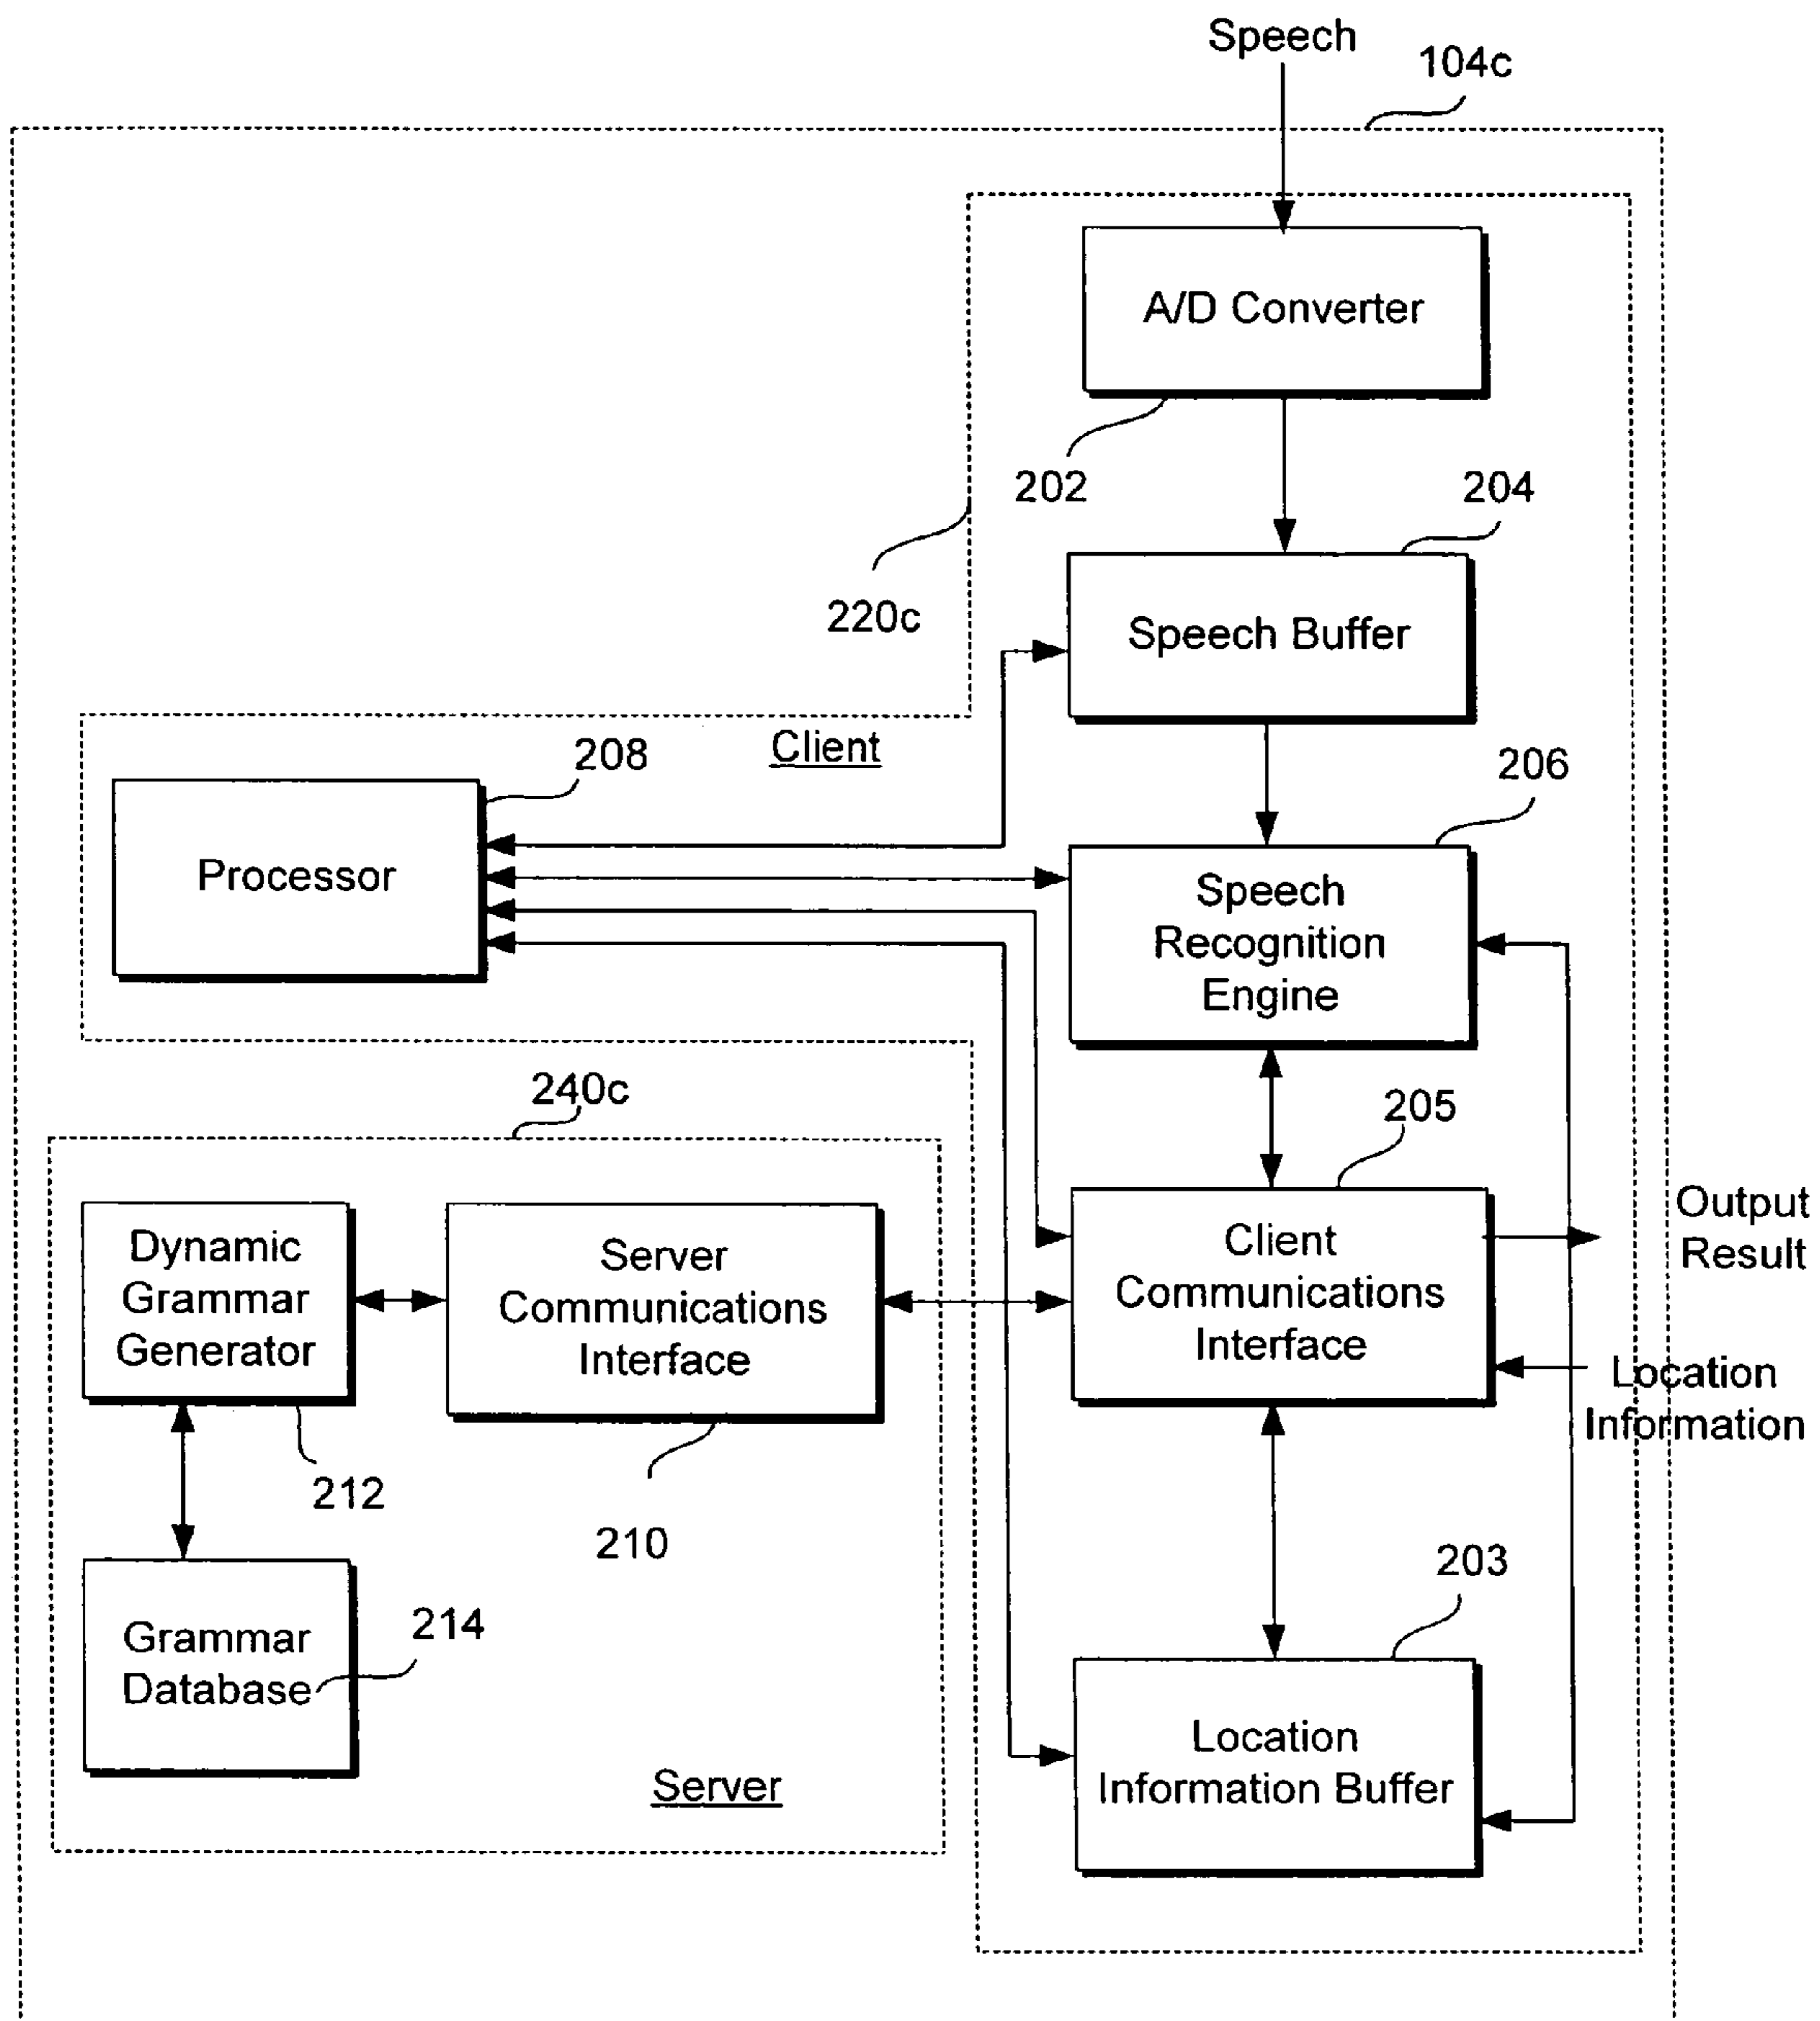 Speech
104c
A/D Converter
202
204
220c
Speech Buffer
Client
208
206
Processor
Speech
Recognition
Engine
240c
205
Output
Result
Dynamic
Grammar
Generator
Server
Communications
Interface
Client
Communications
Interface
Location
Information
212
210
203
214
Grammar
Database
Location
Information Buffer
Server